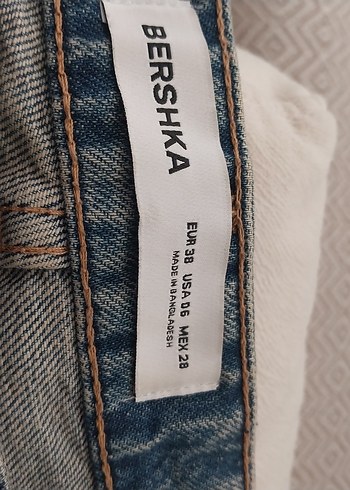 BERSHKA
EUR 38 USA 06 MEX 28
MADE IN BANGLADESH